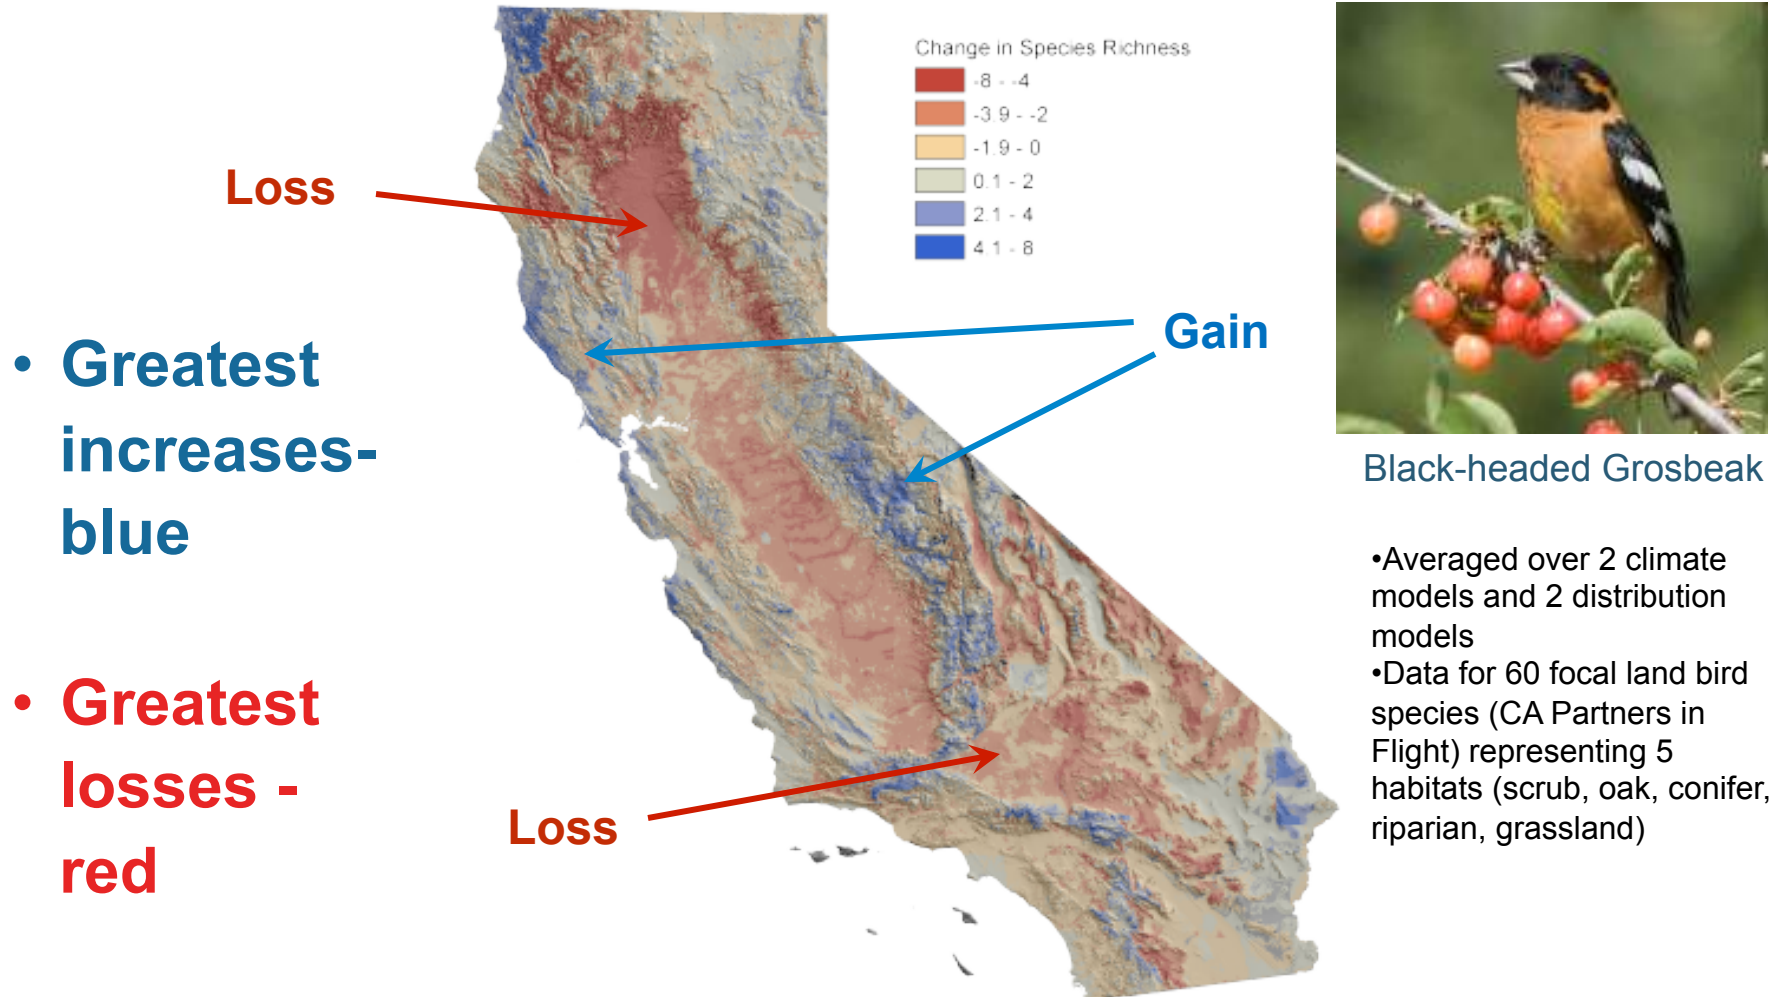 Change in Species Richness
-8 - -4
-3.9 - -2
-1.9 - 0
0.1 - 2
2.1 - 4
4.1 - 8
Loss
Gain
Loss
• Greatest
increases-
blue
• Greatest
losses -
red
Black-headed Grosbeak
•Averaged over 2 climate
models and 2 distribution
models
•Data for 60 focal land bird
species (CA Partners in
Flight) representing 5
habitats (scrub, oak, conifer,
riparian, grassland)